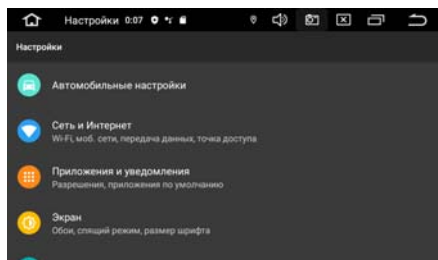 Настройки 0:07
Настройки
Автомобильные настройки
Сеть и Интернет
Wi-Fi, моб. сети, передача данных, точка доступа
Приложения и уведомления
Разрешения, приложения по умолчанию
Экран
Обои, спящий режим, размер шрифта